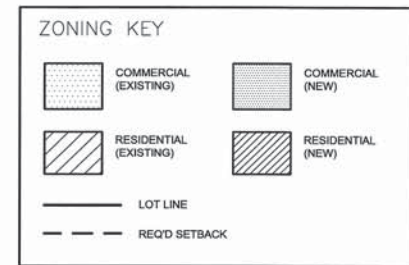 ZONING KEY
COMMERCIAL
(EXISTING)
COMMERCIAL
(NEW)
RESIDENTIAL
(EXISTING)
RESIDENTIAL
(NEW)
LOT LINE
REQ'D SETBACK